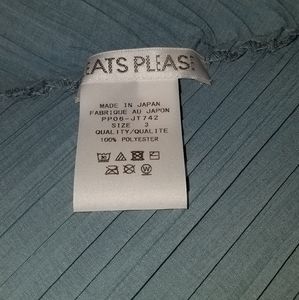 EATS PLEASE
MADE IN JAPAN
FABRIQUE AU JAPON
PP06-JT742
SIZE 3
QUALITY/QUALITE
100% POLYESTER